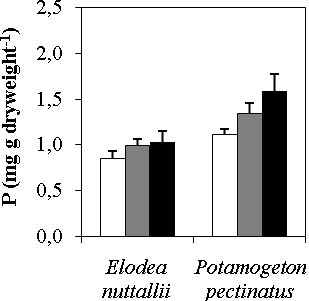 P (mg g dryweight-1)
2,5
2,0
1,5
1,0
0,5
0,0
Elodea nuttallii
Potamogeton pectinatus